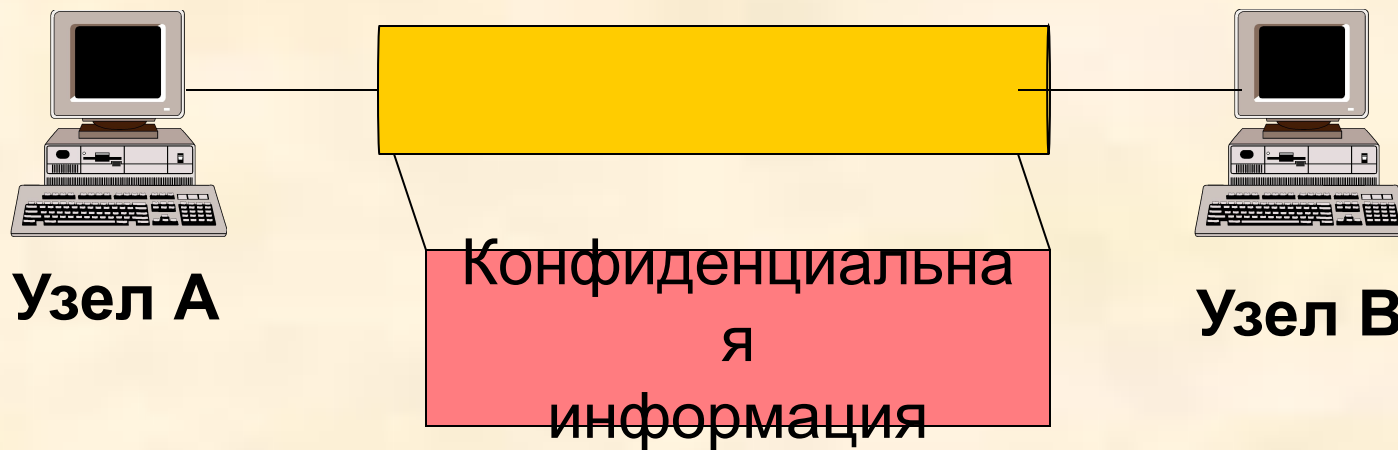 Узел А
Конфиденциальна
я
информация
Узел В